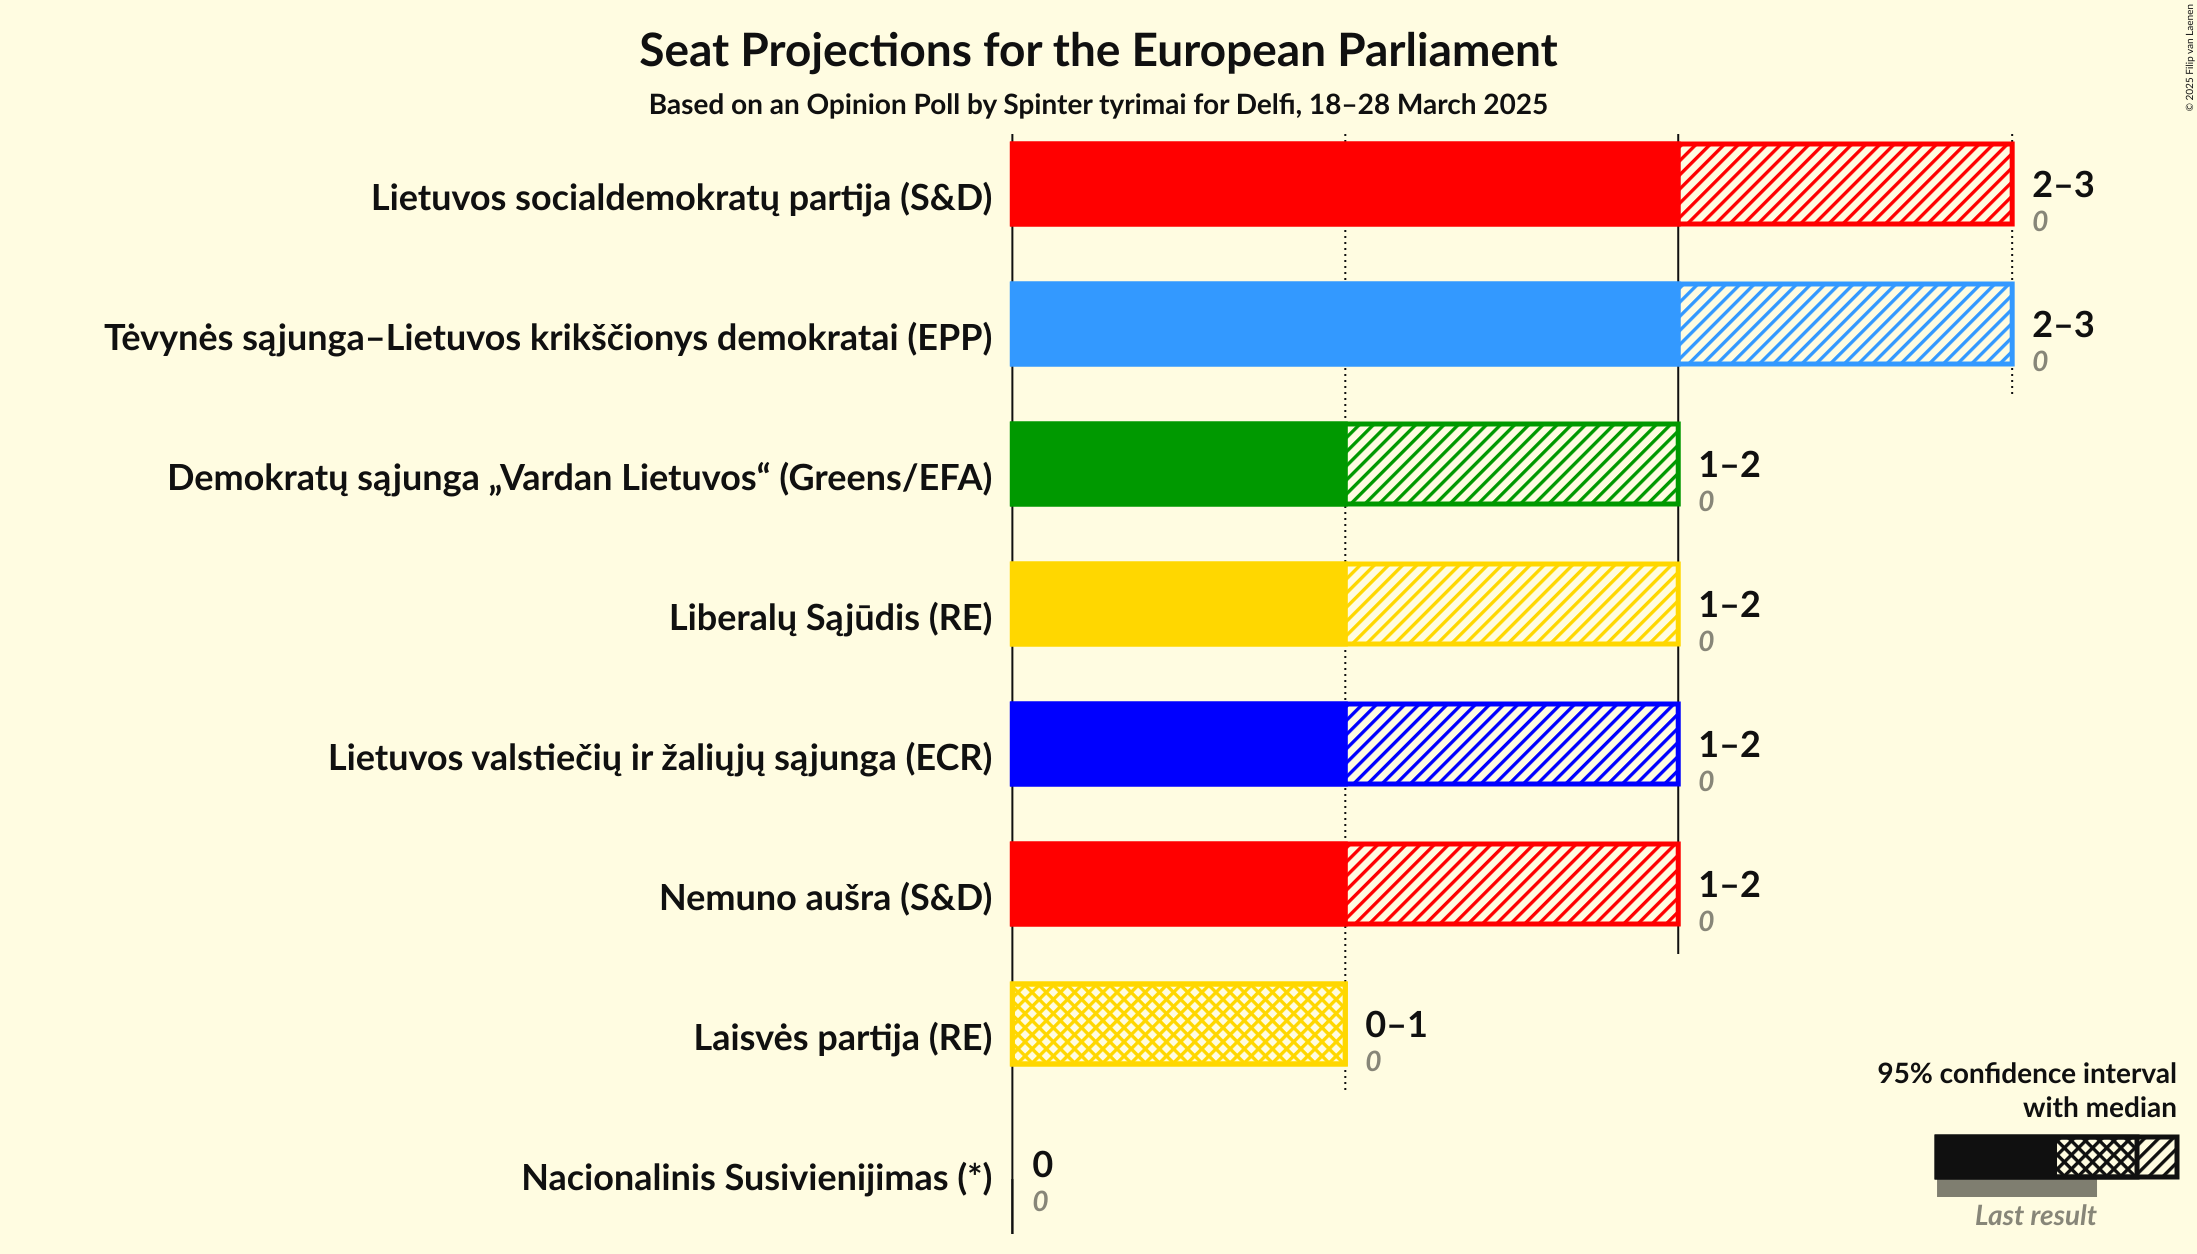 Seat Projections for the European Parliament
Based on an Opinion Poll by Spinter tyrimai for Delfi, 18–28 March 2025
© 2025 Filip van Laenen
Lietuvos socialdemokratų partija (S&D)
2–3
0
Tėvynės sąjunga–Lietuvos krikščionys demokratai (EPP)
2–3
0
Demokratų sąjunga „Vardan Lietuvos“ (Greens/EFA)
1–2
0
Liberalų Sąjūdis (RE)
1–2
0
Lietuvos valstiečių ir žaliųjų sąjunga (ECR)
1–2
0
Nemuno aušra (S&D)
1–2
0
Laisvės partija (RE)
0–1
0
Nacionalinis Susivienijimas (*)
0
0
95% confidence interval
with median
Last result